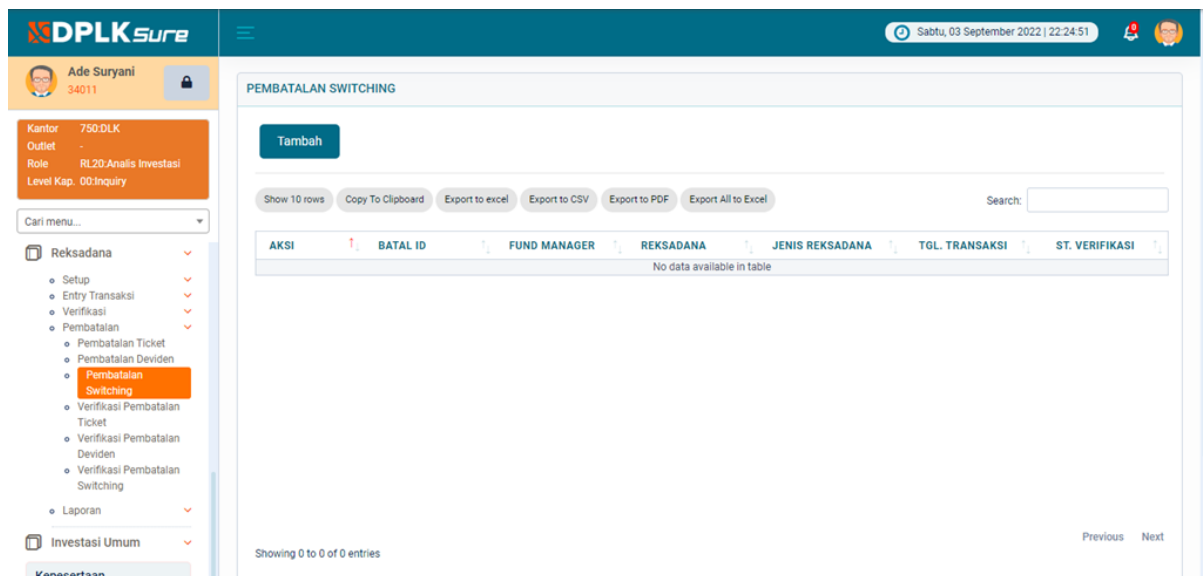 DPLKSure
Sabtu, 03 September 2022 | 22:24:51
0
Ade Suryani
34011
Kantor 750:DLK
Outlet -
Role RL20:Analis Investasi
Level Kap. 00:Inquiry
Cari menu...
Reksadana
Setup
Entry Transaksi
Verifikasi
Pembatalan
Pembatalan Ticket
Pembatalan Deviden
Pembatalan
Switching
Verifikasi Pembatalan
Ticket
Verifikasi Pembatalan
Deviden
Verifikasi Pembatalan
Switching
Laporan
Investasi Umum
Kepesertaan
PEMBATALAN SWITCHING
Tambah
Show 10 rows Copy To Clipboard Export to excel Export to CSV Export to PDF Export All to Excel Search:
AKSI BATAL ID FUND MANAGER REKSADANA JENIS REKSADANA TGL. TRANSAKSI ST. VERIFIKASI
No data available in table
Previous Next
Showing 0 to 0 of 0 entries